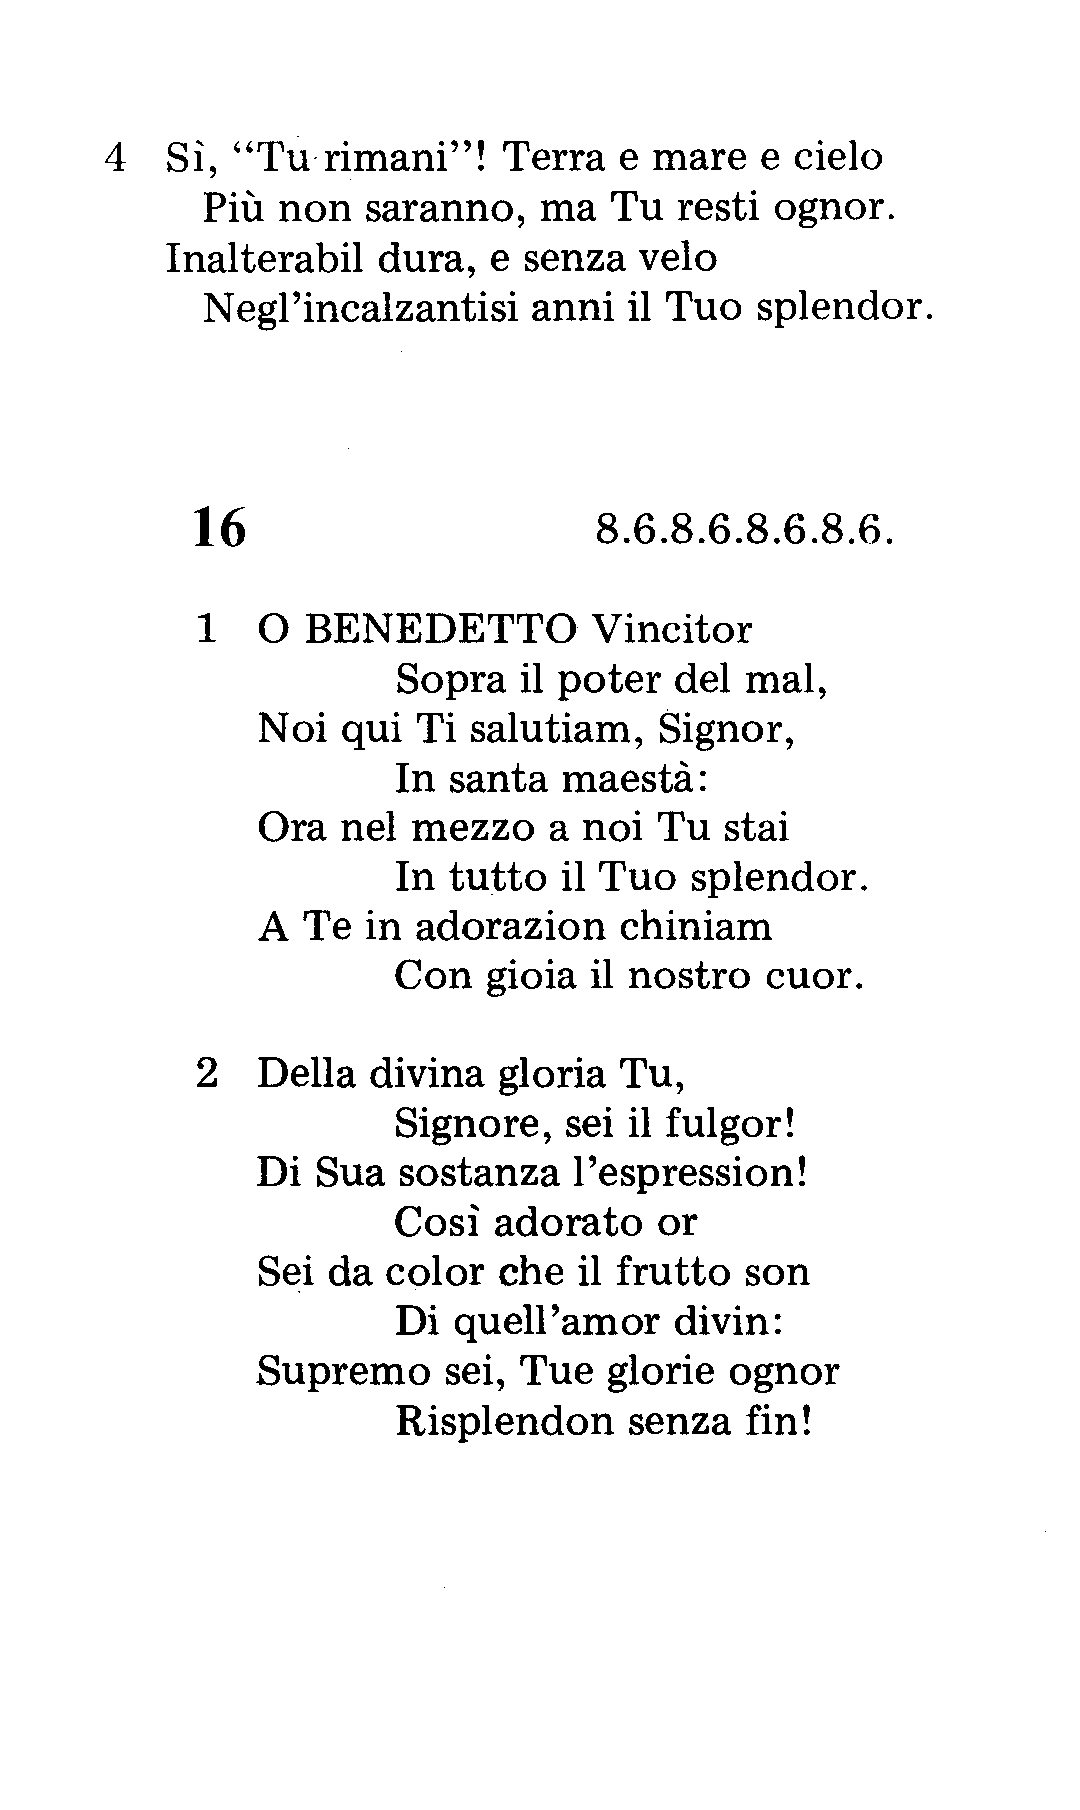 4 Sì, “Tu rimani”! Terra e mare e cielo
Più non saranno, ma Tu resti ognor.
Inalterabil dura, e senza velo
Negl’incalzantisi anni il Tuo splendor.
16 8.6.8.6.8.6.8.6.
1 O BENEDETTO Vincitor
Sopra il poter del mal,
Noi qui Ti salutiam, Signor,
In santa maestà:
Ora nel mezzo a noi Tu stai
In tutto il Tuo splendor.
A Te in adorazion chiniam
Con gioia il nostro cuor.
2 Della divina gloria Tu,
Signore, sei il fulgor!
Di Sua sostanza l’espression!
Così adorato or
Sei da color che il frutto son
Di quell’amor divin:
Supremo sei, Tue glorie ognor
Risplendon senza fin!